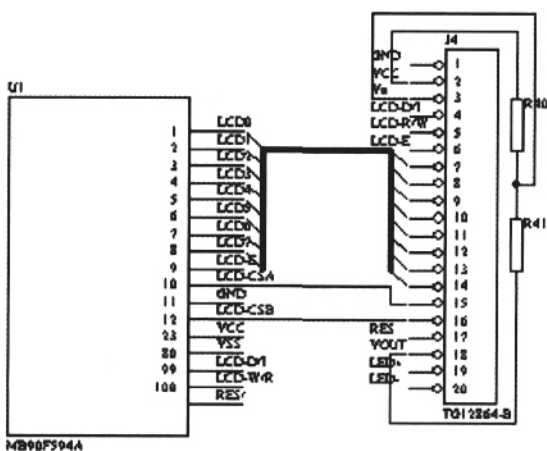 U1
1
2
3
4
5
6
7
8
9
10
11
12
23
80
99
100
LCD0
LCD1
LCD2
LCD3
LCD4
LCD5
LCD6
LCD7
LCD-E
LCD-CSA
GND
LCD-CSB
VCC
VSS
LCD-D/I
LCD-W/R
RES/
MB90F594A
J4
GND
VCC
Vo
LCD-D/I
LCD-R/W
LCD-E
RES
VOUT
LED+
LED-
1
2
3
4
5
6
7
8
9
10
11
12
13
14
15
16
17
18
19
20
TG12864-B
R40
R41